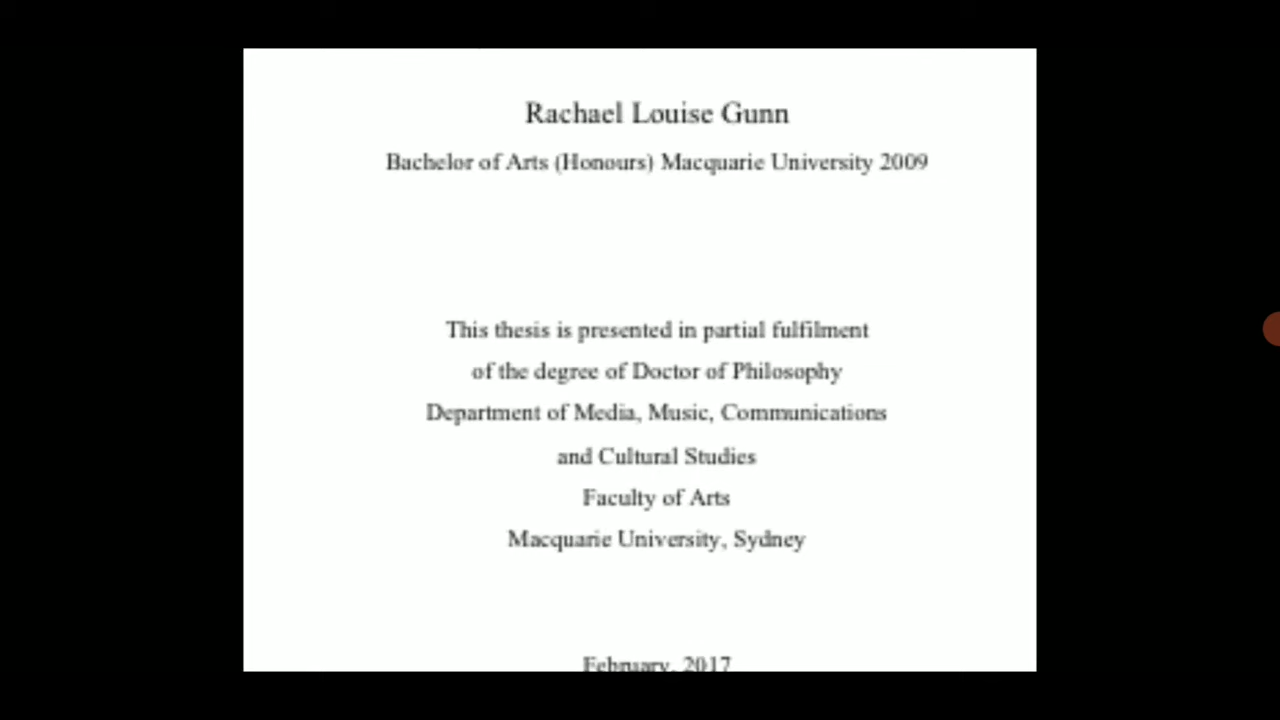 Rachael Louise Gunn
Bachelor of Arts (Honours) Macquarie University 2009
This thesis is presented in partial fulfilment
of the degree of Doctor of Philosophy
Department of Media, Music, Communications
and Cultural Studies
Faculty of Arts
Macquarie University, Sydney
February, 2017